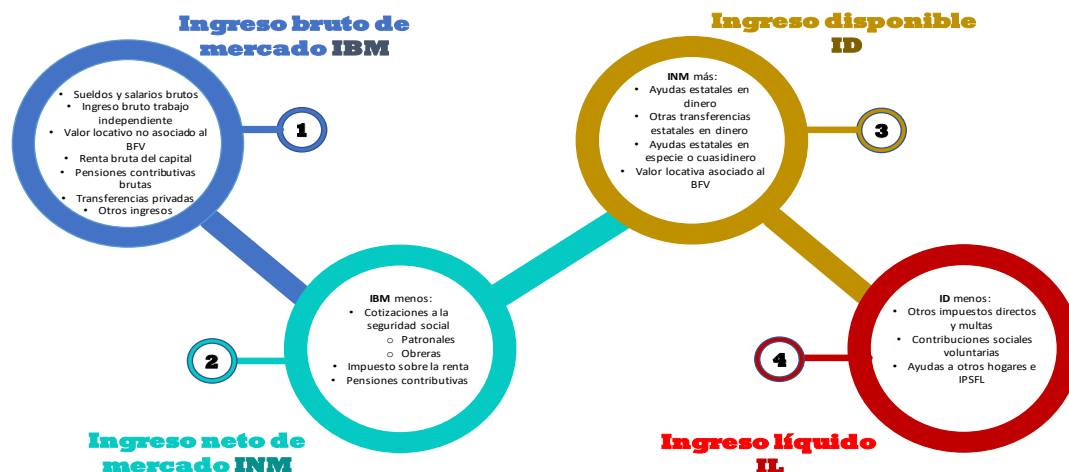 Ingreso bruto de
mercado IBM
• Sueldos y salarios brutos
• Ingreso bruto trabajo
independiente
• Valor locativo no asociado al
BFV
• Renta bruta del capital
• Pensiones contributivas
brutas
• Transferencias privadas
• Otros ingresos
1
IBM menos:
• Cotizaciones a la
seguridad social
o Patronales
o Obreras
• Impuesto sobre la renta
• Pensiones contributivas
2
Ingreso neto de
mercado INM
Ingreso disponible
ID
INM más:
• Ayudas estatales en
dinero
• Otras transferencias
estatales en dinero
• Ayudas estatales en
especie o cuasidinero
• Valor locativa asociado al
BFV
3
ID menos:
• Otros impuestos directos
y multas
• Contribuciones sociales
voluntarias
• Ayudas a otros hogares e
IPSFL
4
Ingreso líquido
IL